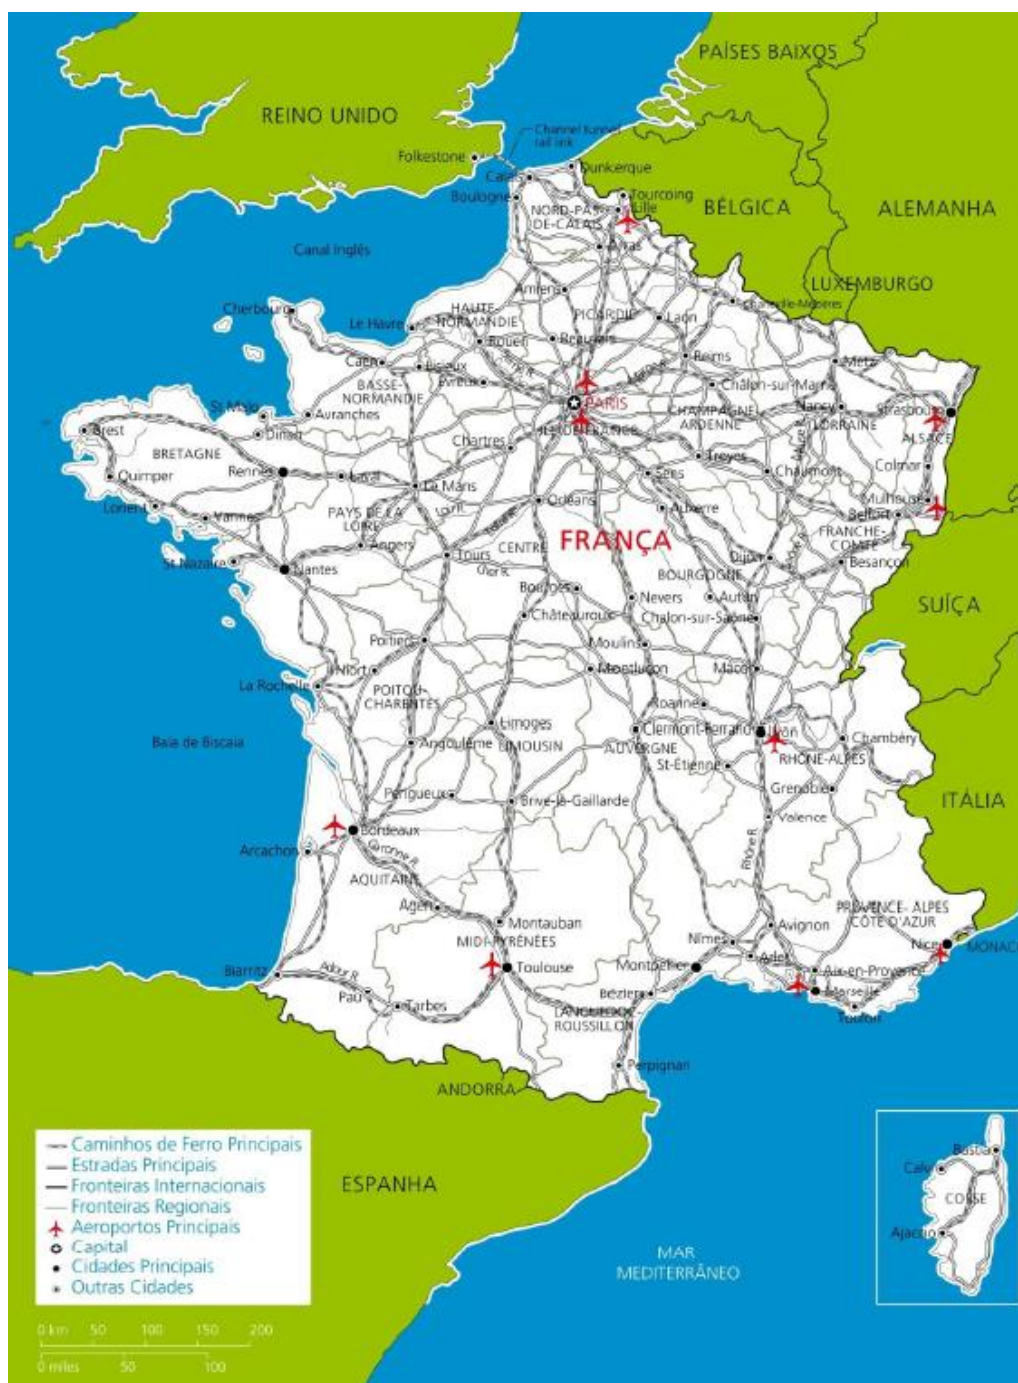 PAÍSES BAIXOS
REINO UNIDO
Channel tunnel
rail link
Folkestone
Calais
Dunkerque
Boulogne
Tourcoing
Lille
NORD-PAS-
DE-CALAIS
BÉLGICA
ALEMANHA
Canal Inglês
Arras
LUXEMBURGO
Amiens
Charleville-Mézières
Cherbourg
HAUTE-
NORMANDIE
PICARDIE
Laon
Le Havre
Rouen
Beauvais
Reims
Metz
Caen
Lisieux
Evreux
BASSE-
NORMANDIE
Châlon-sur-Marne
PARIS
St Malo
Avranches
CHAMPAGNE-
ARDENNE
Nancy
LORRAINE
Strasbourg
Brest
Dinan
ILE-DE-FRANCE
ALSACE
BRETAGNE
Chartres
Troyes
Quimper
Rennes
Laval
Le Mans
Sens
Chaumont
Colmar
Lorient
Vannes
PAYS DE LA
LOIRE
Orléans
Auxerre
Mulhouse
Belfort
FRANÇA
FRANCHE-
COMTÉ
Angers
Tours
CENTRE
Dijon
St Nazaire
Nantes
BOURGOGNE
Besançon
Bourges
Nevers
Autun
SUÍÇA
Châteauroux
Chalon-sur-Saône
Poitiers
Moulins
Niort
Montluçon
Macon
La Rochelle
POITOU-
CHARENTES
Roanne
Limoges
Clermont-Ferrand
Lyon
Chambéry
Baía de Biscaia
Angoulême
LIMOUSIN
AUVERGNE
RHÔNE-ALPES
St-Étienne
Grenoble
Périgueux
Brive-la-Gaillarde
ITÁLIA
Valence
Bordeaux
Rhône R.
Arcachon
Garonne R.
AQUITAINE
Agen
PROVENCE- ALPES
CÔTE D'AZUR
Montauban
Avignon
MIDI-PYRÉNÉES
Nîmes
Nice
MONACO
Arles
Biarritz
Adour R.
Toulouse
Montpellier
Aix-en-Provence
Pau
Béziers
Marseille
Tarbes
LANGUEDOC-
ROUSSILLON
Toulon
Perpignan
ANDORRA
Caminhos de Ferro Principais
Estradas Principais
Fronteiras Internacionais
Fronteiras Regionais
Aeroportos Principais
Capital
Cidades Principais
Outras Cidades
ESPANHA
MAR
MEDITERRÂNEO
Bastia
Calvi
CORSE
Ajaccio
0 km 50 100 150 200
0 miles 50 100